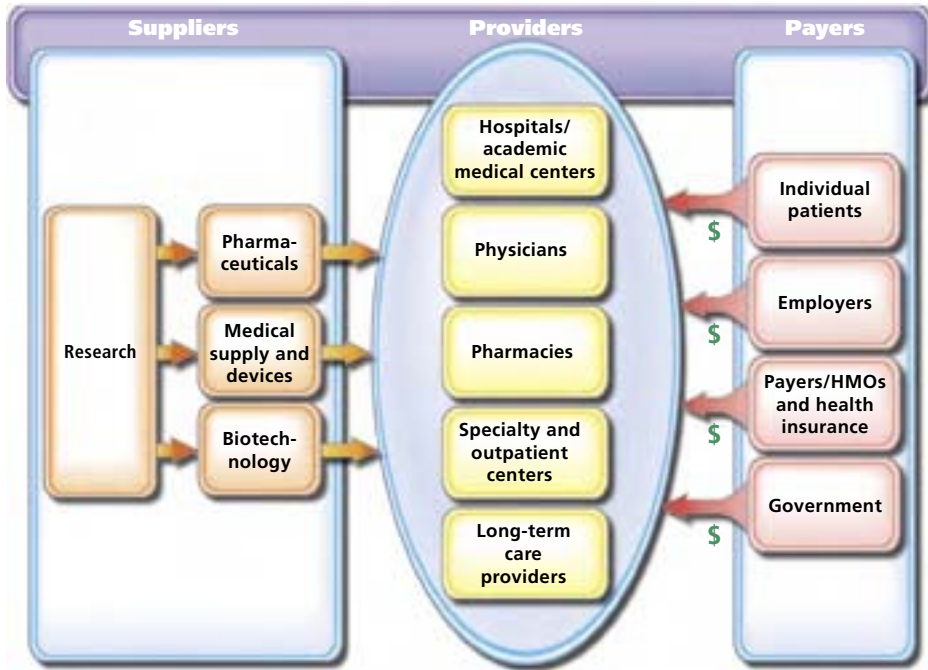 Suppliers
Providers
Payers
Research
Pharma-
ceuticals
Medical
supply and
devices
Biotech-
nology
Hospitals/
academic
medical centers
Physicians
Pharmacies
Specialty and
outpatient
centers
Long-term
care
providers
Individual
patients
$
Employers
$
Payers/HMOs
and health
insurance
$
Government
$